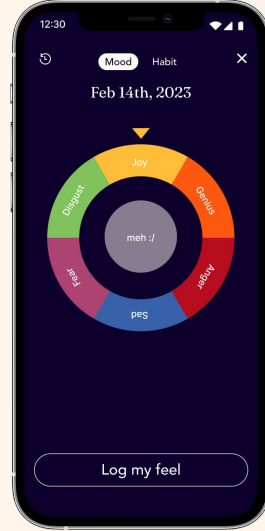 12:30
Mood Habit
Feb 14th, 2023
Joy
Disgust
Genius
meh :/
Fear
Anger
Sad
Log my feel